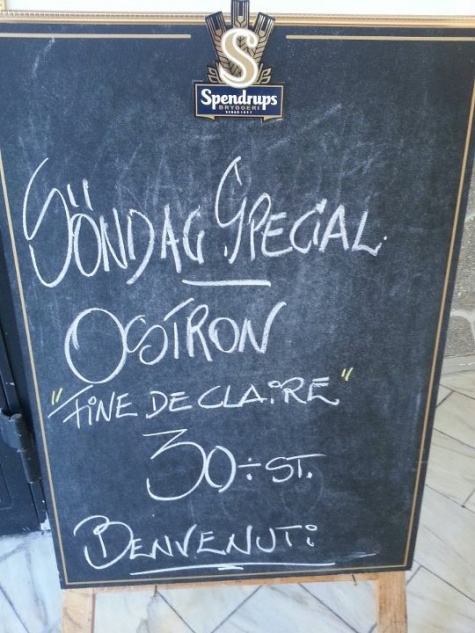 S
Spendrups
BRYGGERI
SÖNDAG SPECIAL
OSTRON
"FINE DE CLAIRE"
30÷ST.
BENVENUTI